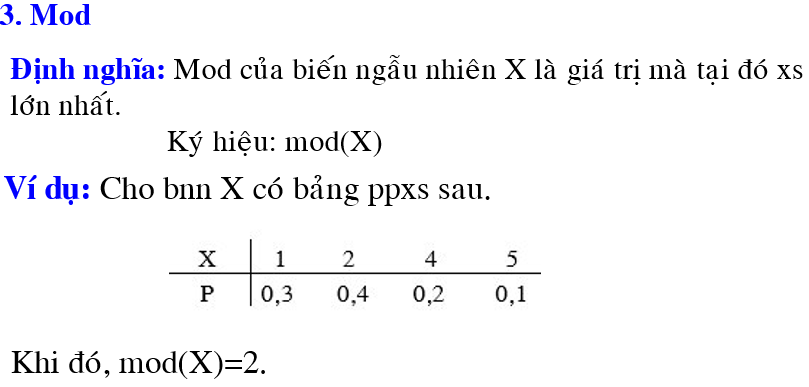 3. Mod
Định nghĩa: Mod của biến ngẫu nhiên X là giá trị mà tại đó xs
lớn nhất.
Ký hiệu: mod(X)
Ví dụ: Cho bnn X có bảng ppxs sau.
X 1 2 4 5
P 0,3 0,4 0,2 0,1
Khi đó, mod(X)=2.